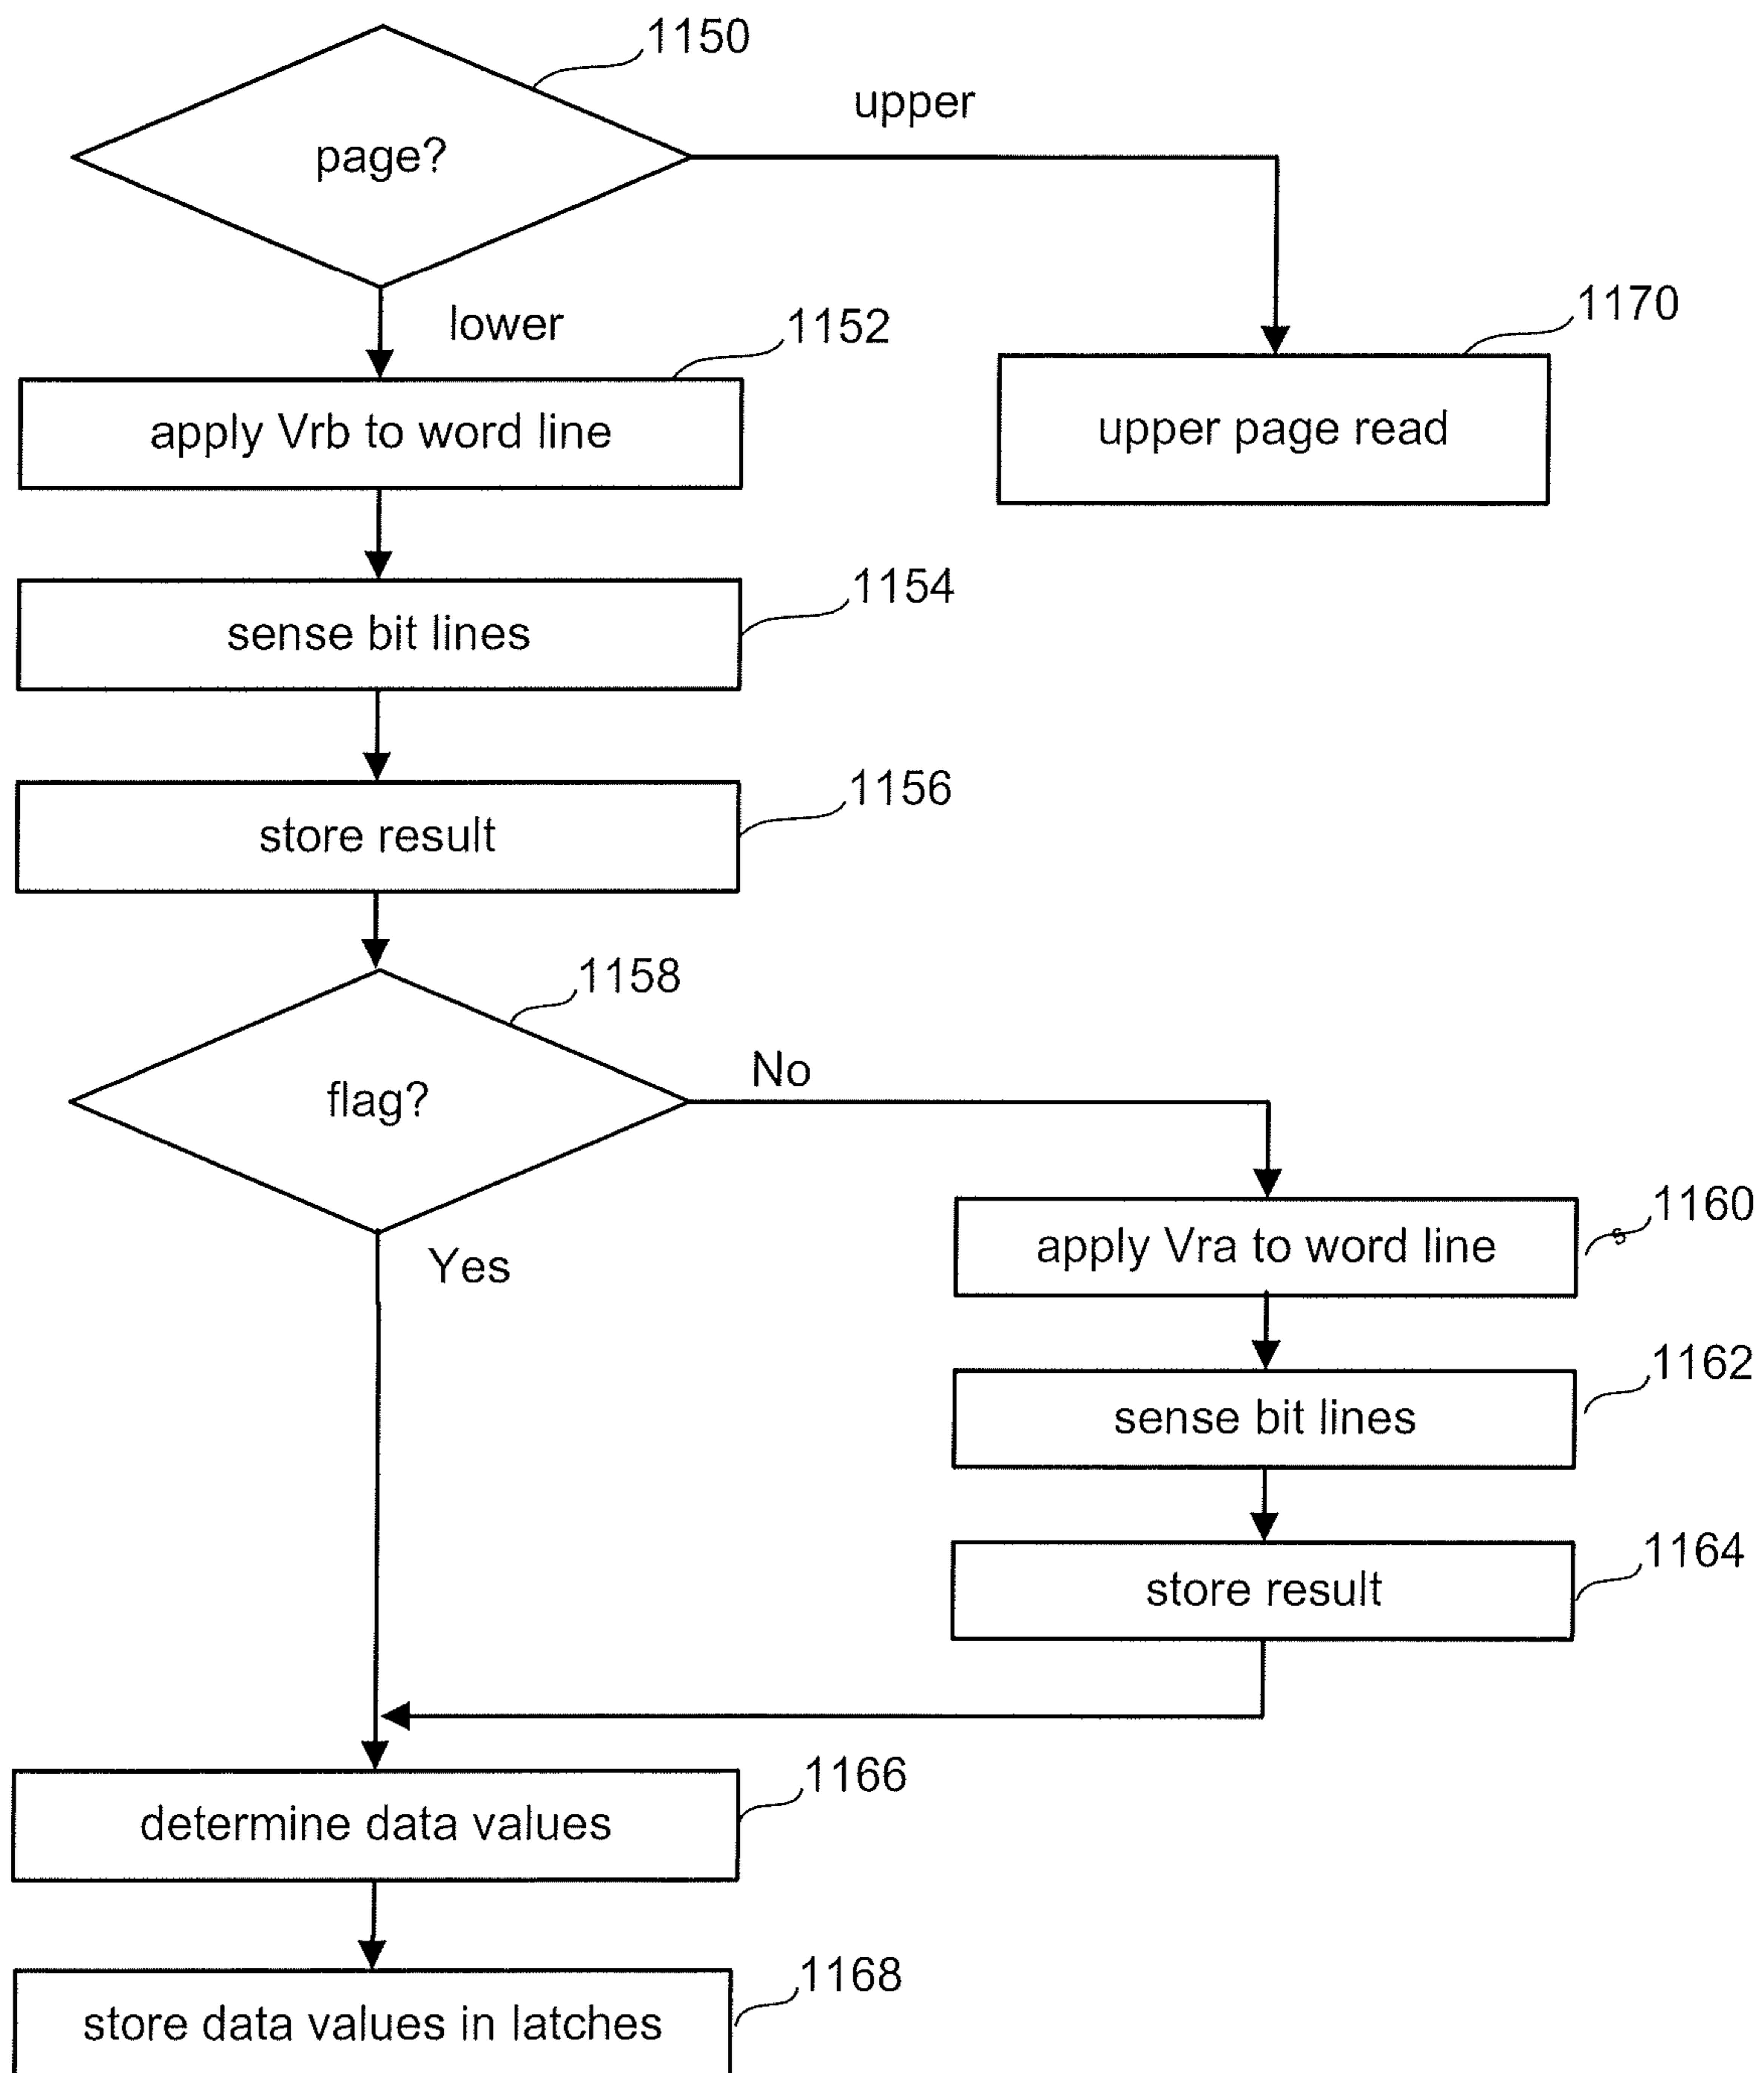 1150
upper
page?
lower
1152
1170
apply Vrb to word line
upper page read
1154
sense bit lines
1156
store result
1158
No
flag?
Yes
1160
s
apply Vra to word line
1162
sense bit lines
1164
store result
1166
determine data values
1168
store data values in latches